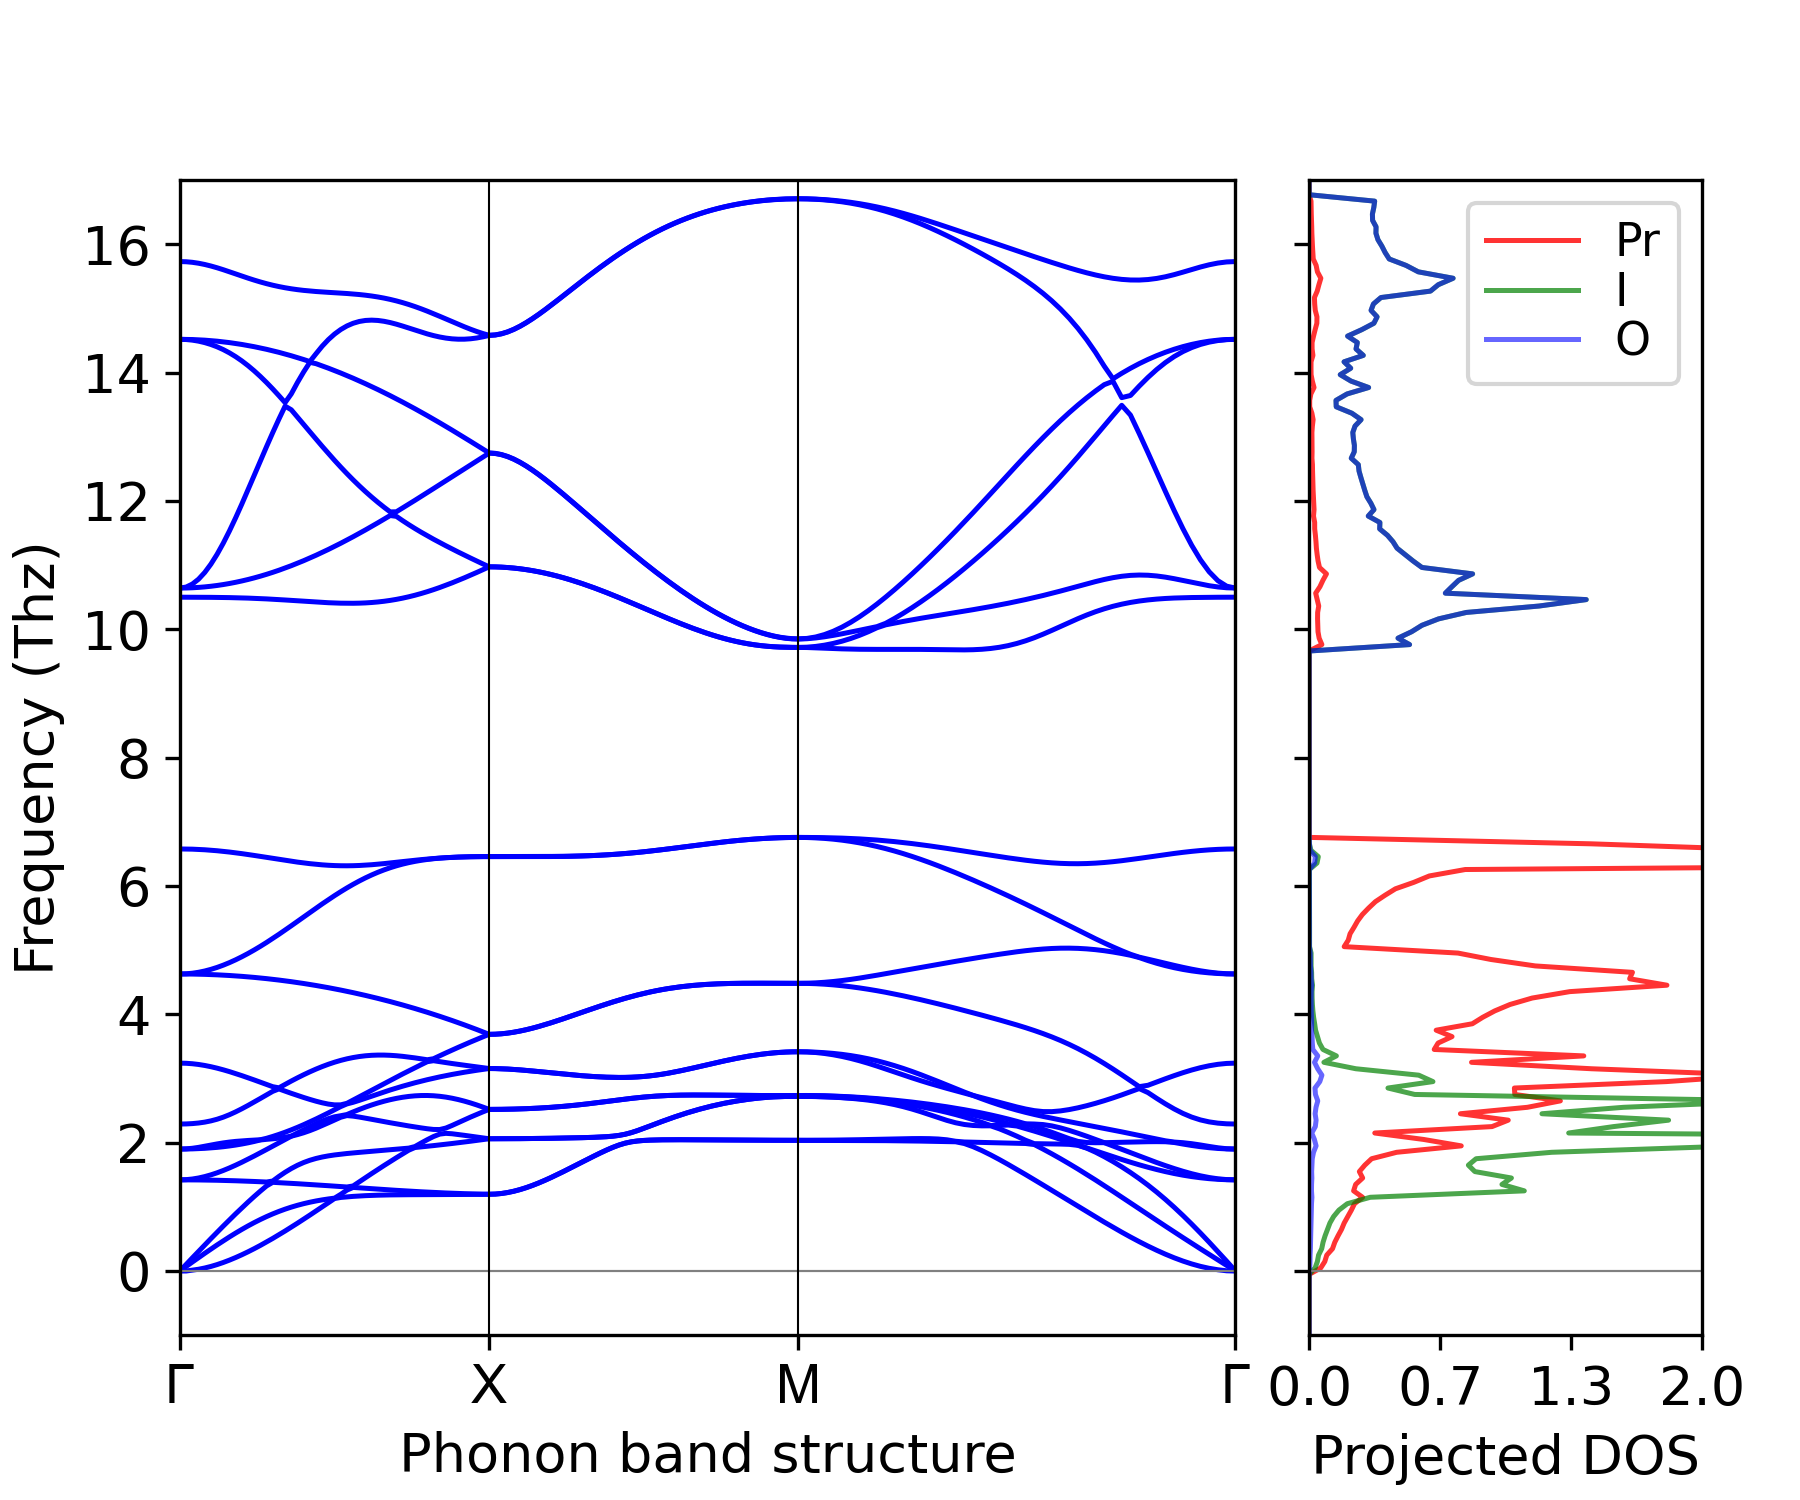 Frequency (Thz)
16
14
12
10
8
6
4
2
0
Γ X M Γ
Phonon band structure
Pr
I
O
0.0 0.7 1.3 2.0
Projected DOS